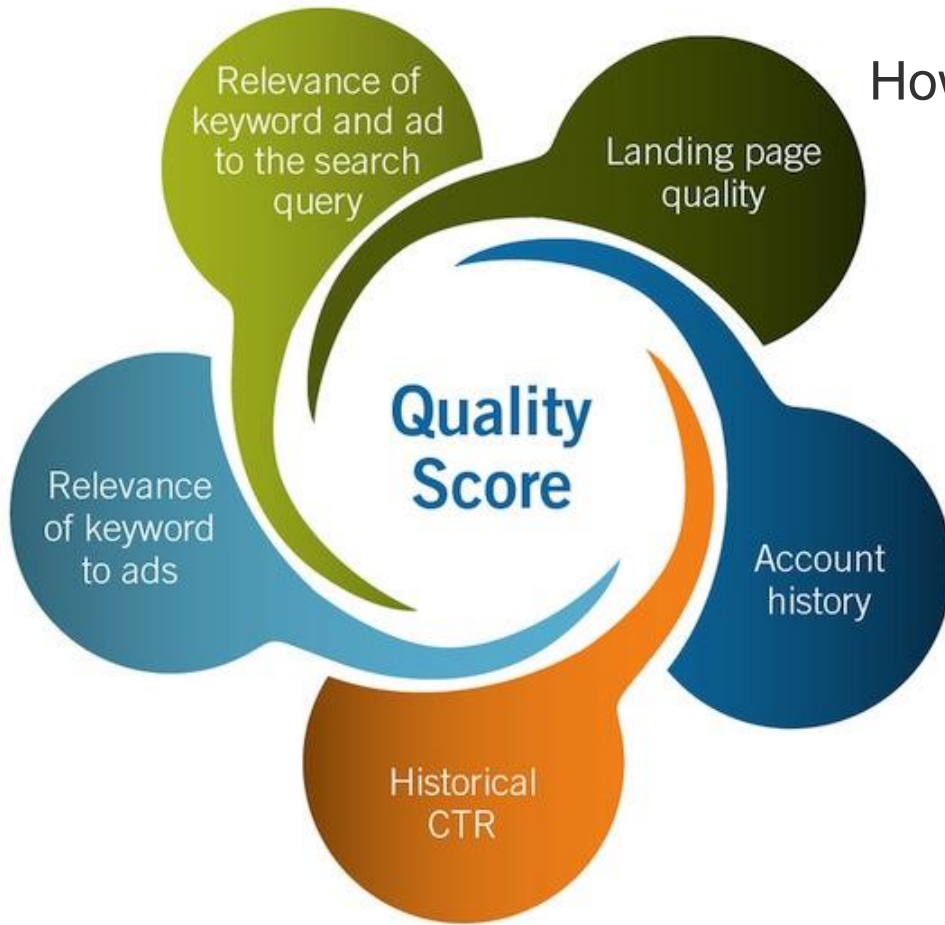 How
Relevance of
keyword and ad
to the search
query
Landing page
quality
Quality
Score
Relevance
of keyword
to ads
Account
history
Historical
CTR